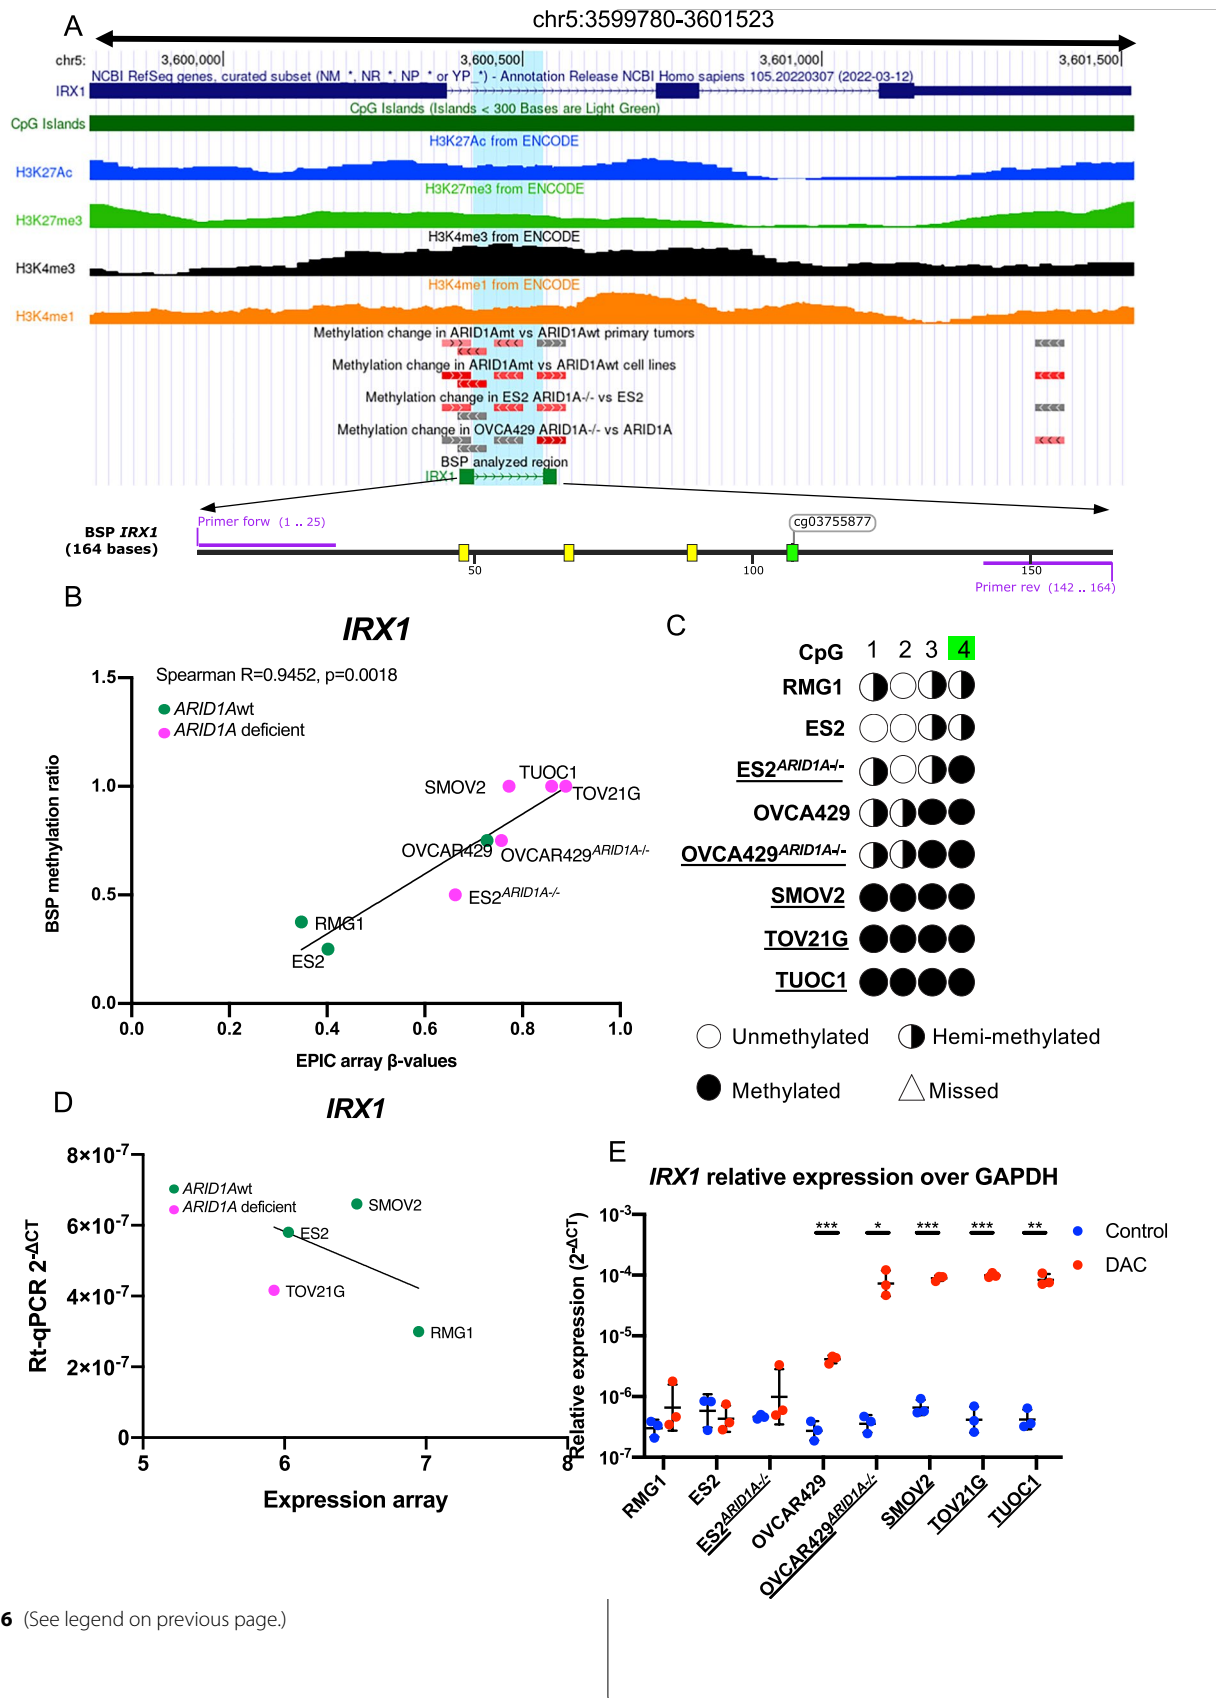 A
chr5:3599780-3601523
chr5:
3,600,000
3,600,500
3,601,000
3,601,500
NCBI RefSeq genes, curated subset (NM_*, NR_*, NP_* or YP_*) - Annotation Release NCBI Homo sapiens 105.20220307 (2022-03-12)
IRX1
CpG Islands (Islands < 300 Bases are Light Green)
CpG Islands
H3K27Ac from ENCODE
H3K27Ac
H3K27me3 from ENCODE
H3K27me3
H3K4me3 from ENCODE
H3K4me3
H3K4me1 from ENCODE
H3K4me1
Methylation change in ARID1Amt vs ARID1Awt primary tumors
Methylation change in ARID1Amt vs ARID1Awt cell lines
Methylation change in ES2 ARID1A-/- vs ES2
Methylation change in OVCA429 ARID1A-/- vs ARID1A
BSP analyzed region
IRX1
BSP IRX1
(164 bases)
Primer forw (1 .. 25)
cg03755877
50
100
150
Primer rev (142 .. 164)
B
IRX1
Spearman R=0.9452, p=0.0018
ARID1Awt
ARID1A deficient
BSP methylation ratio
1.5
1.0
0.5
0.0
SMOV2
TUOC1
TOV21G
OVCAR429
OVCAR429ARID1A-/-
ES2ARID1A-/-
RMG1
ES2
0.0 0.2 0.4 0.6 0.8 1.0
EPIC array β-values
C
CpG 1 2 3 4
RMG1
ES2
ES2ARID1A-/-
OVCA429
OVCA429ARID1A-/-
SMOV2
TOV21G
TUOC1
Unmethylated
Hemi-methylated
Methylated
Missed
D
IRX1
Rt-qPCR 2-ΔCT
8×10-7
6×10-7
4×10-7
2×10-7
0
ARID1Awt
ARID1A deficient
SMOV2
ES2
TOV21G
RMG1
5 6 7 8
Expression array
E
IRX1 relative expression over GAPDH
Relative expression (2-ΔCT)
10-3
10-4
10-5
10-6
10-7
*** * *** *** **
Control
DAC
RMG1
ES2
ES2ARID1A-/-
OVCAR429
OVCAR429ARID1A-/-
SMOV2
TOV21G
TUOC1
6 (See legend on previous page.)